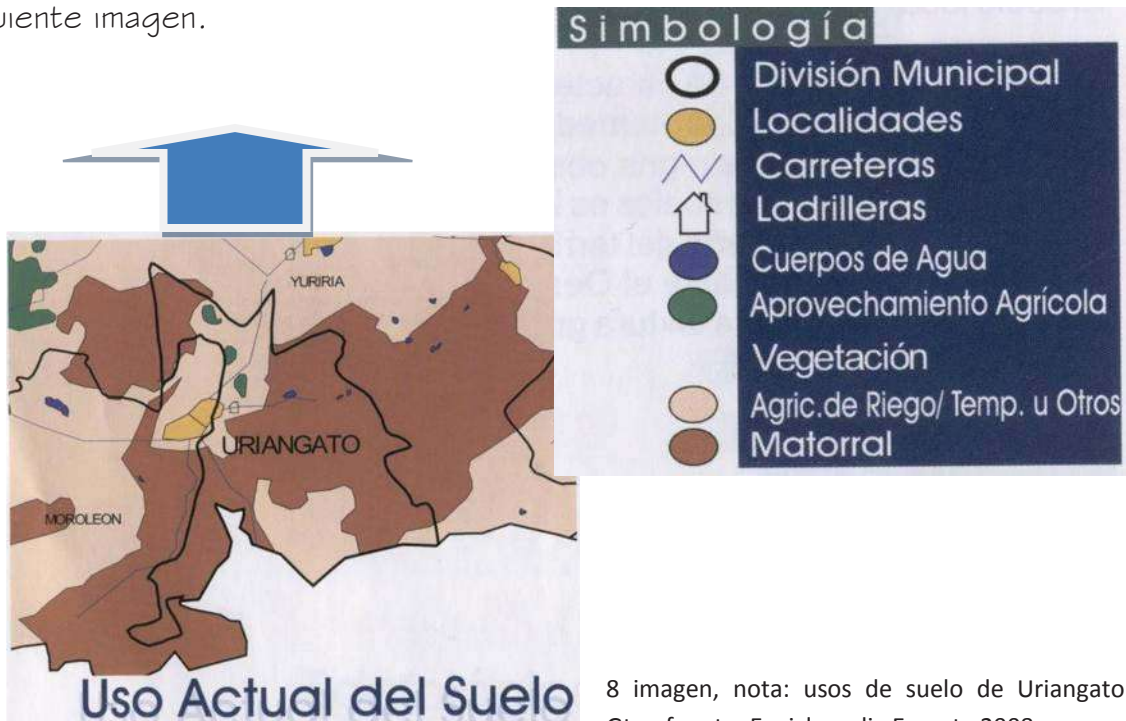 imagen.
Simbología
División Municipal
Localidades
Carreteras
Ladrilleras
Cuerpos de Agua
Aprovechamiento Agrícola
Vegetación
Agric.de Riego/ Temp. u Otros
Matorral
YURIRIA
URIANGATO
MOROLEON
Uso Actual del Suelo
8 imagen, nota: usos de suelo de Uriangato